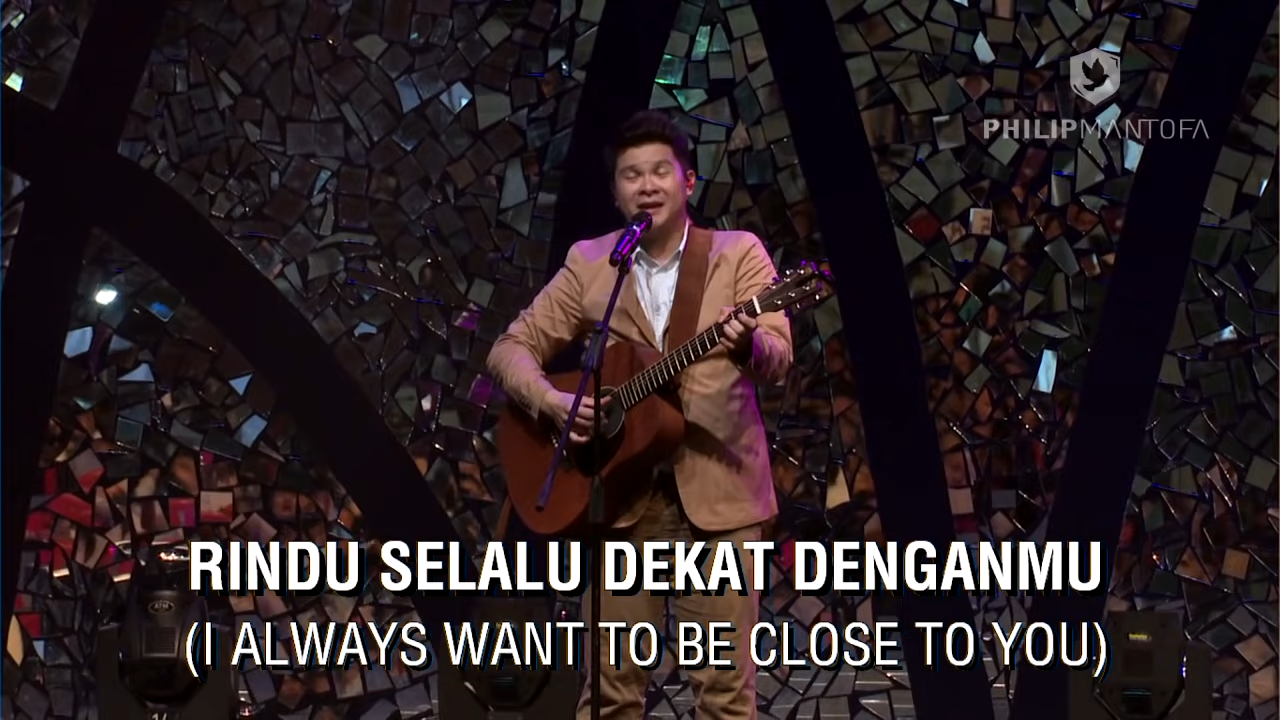 PHILIPMANTOFA
RINDU SELALU DEKAT DENGANMU
(I ALWAYS WANT TO BE CLOSE TO YOU)